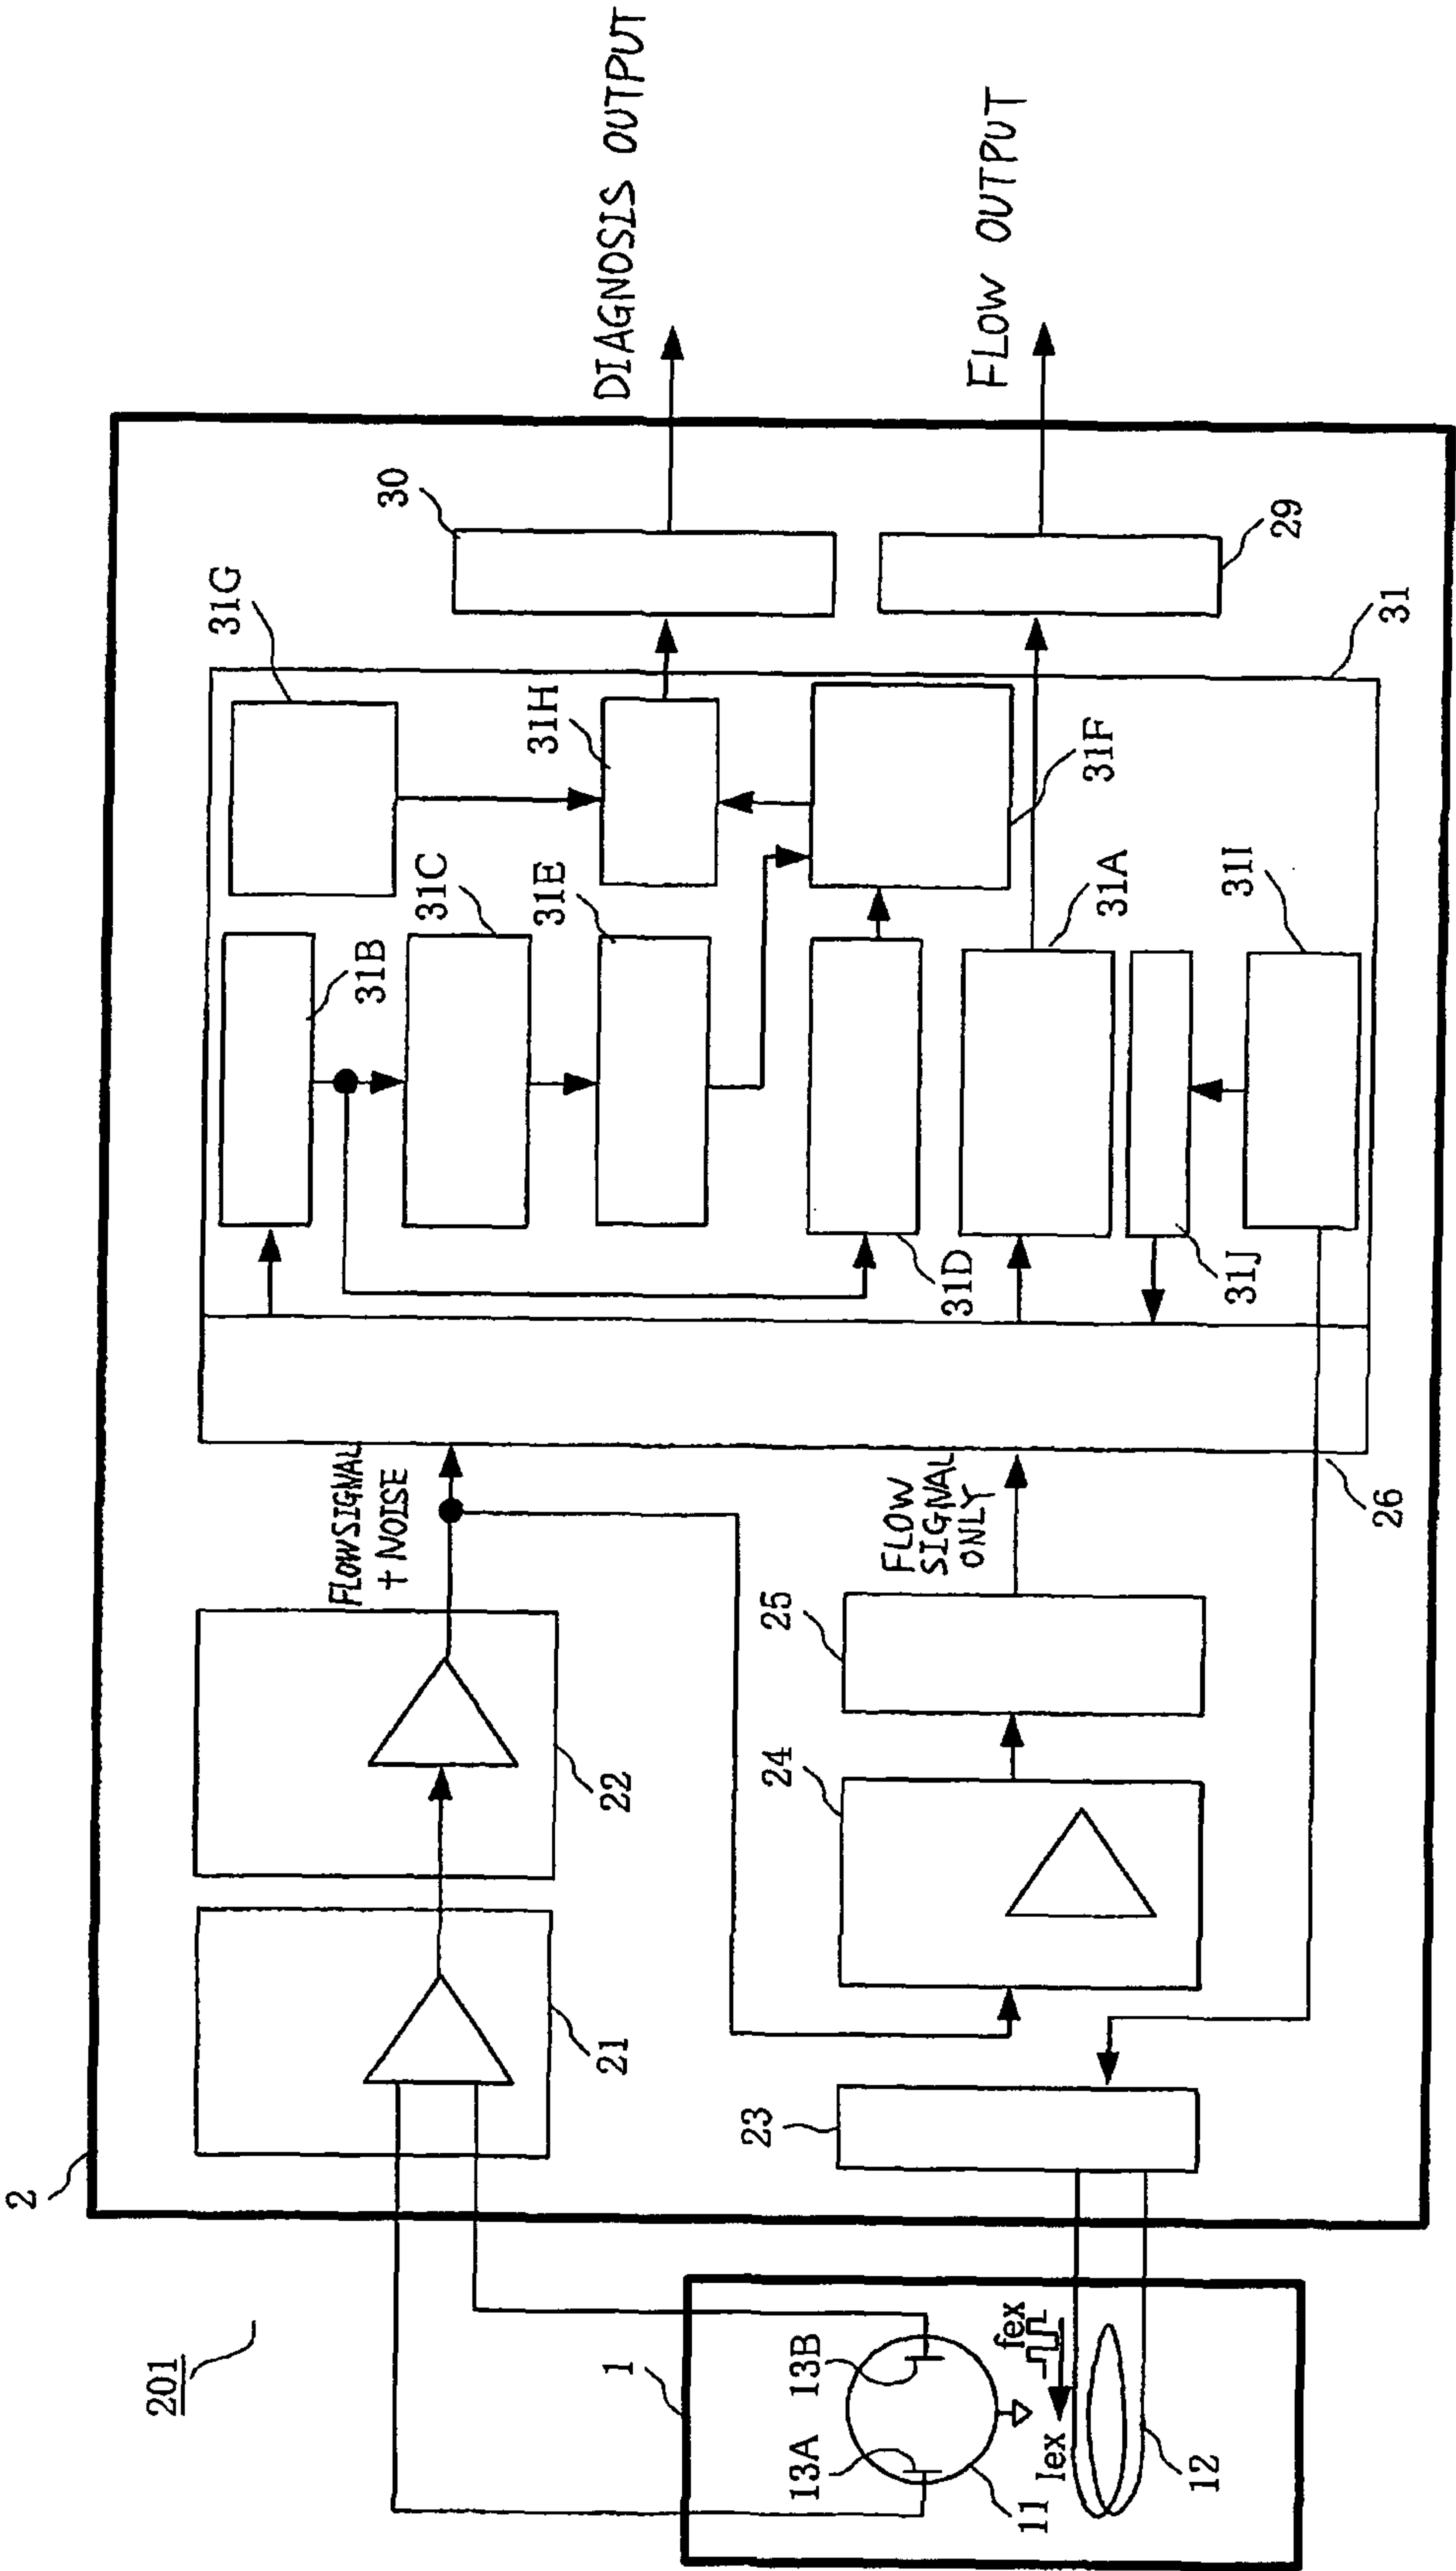 201
2
1
11
12
13A
13B
Iex
fex
21
22
23
24
25
26
FLOW SIGNAL
+ NOISE
FLOW
SIGNAL
ONLY
31B
31C
31E
31D
31G
31H
31F
31A
31J
31I
31
30
29
DIAGNOSIS OUTPUT
FLOW OUTPUT